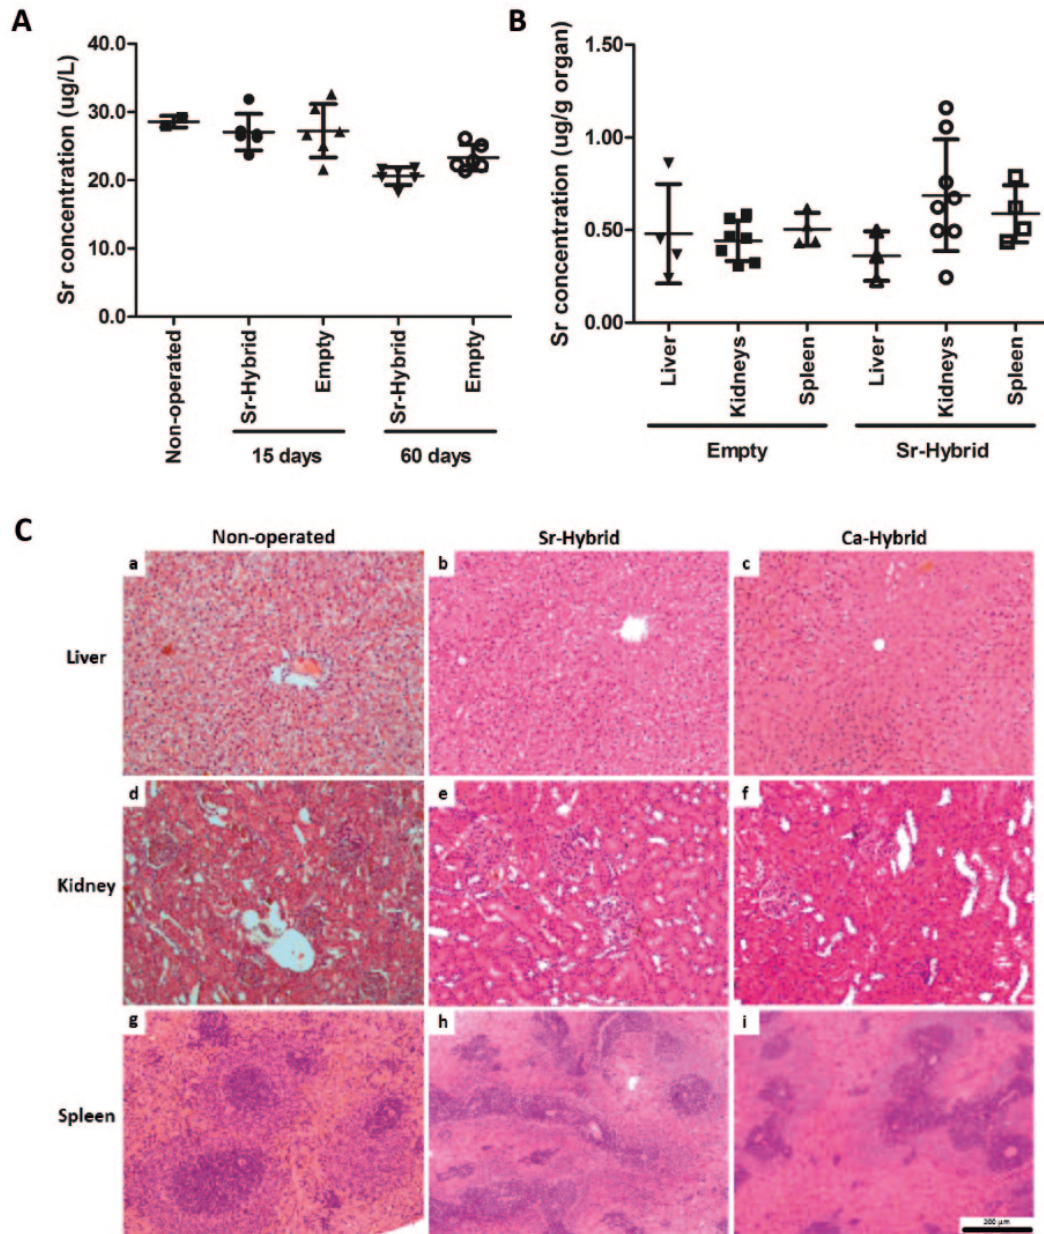 A
Sr concentration (ug/L)
40.0
30.0
20.0
10.0
0.0
Non-operated
Sr-Hybrid
Empty
Sr-Hybrid
Empty
15 days
60 days
B
Sr concentration (ug/g organ)
1.50
1.00
0.50
0.00
Liver
Kidneys
Spleen
Liver
Kidneys
Spleen
Empty
Sr-Hybrid
C
Non-operated
Sr-Hybrid
Ca-Hybrid
Liver
a
b
c
Kidney
d
e
f
Spleen
g
h
i
200 µm